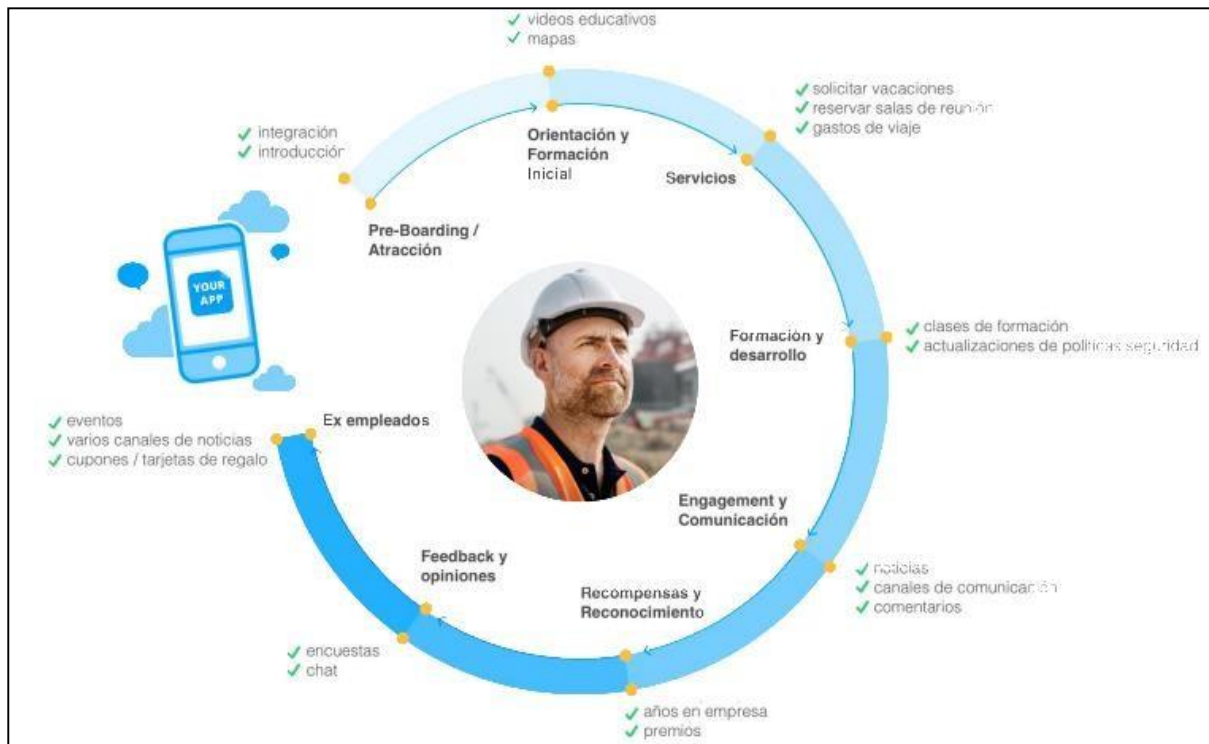 videos educativos
mapas
solicitar vacaciones
reservar salas de reunión
gastos de viaje
integración
introducción
Orientación y
Formación
Inicial
Servicios
Pre-Boarding /
Atracción
YOUR
APP
Formación y
desarrollo
clases de formación
actualizaciones de políticas seguridad
eventos
varios canales de noticias
cupones / tarjetas de regalo
Ex empleados
Engagement y
Comunicación
noticias
canales de comunicación
comentarios
Feedback y
opiniones
Recompensas y
Reconocimiento
encuestas
chat
años en empresa
premios